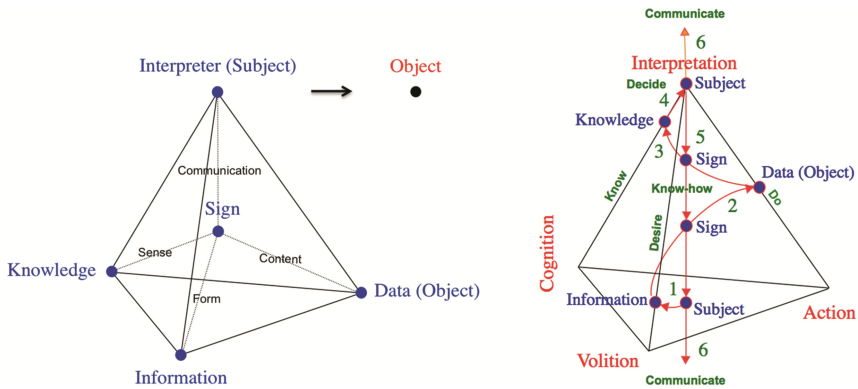 Interpreter (Subject)
Object
Communication
Sign
Sense
Content
Knowledge
Form
Data (Object)
Information
Communicate
6
Interpretation
Decide
Subject
4
Knowledge
5
3
Sign
Data (Object)
Know
Know-how
2
Do
Desire
Sign
Cognition
1
Information
Subject
Action
6
Volition
Communicate